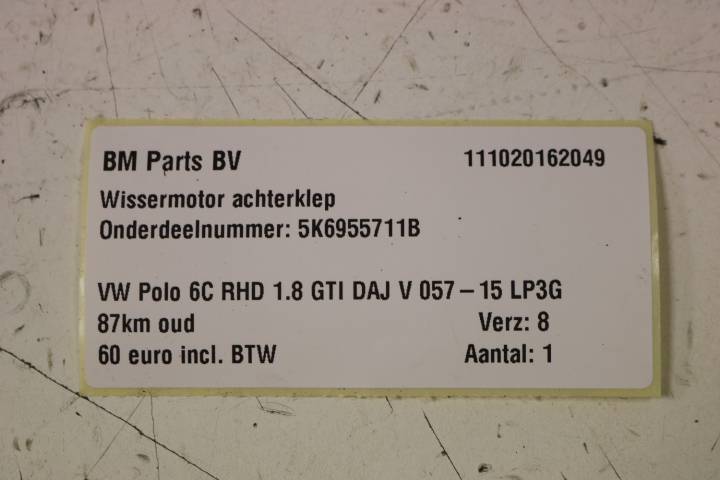 BM Parts BV 111020162049
Wissermotor achterklep
Onderdeelnummer: 5K6955711B
VW Polo 6C RHD 1.8 GTI DAJ V 057 – 15 LP3G
87km oud Verz: 8
60 euro incl. BTW Aantal: 1